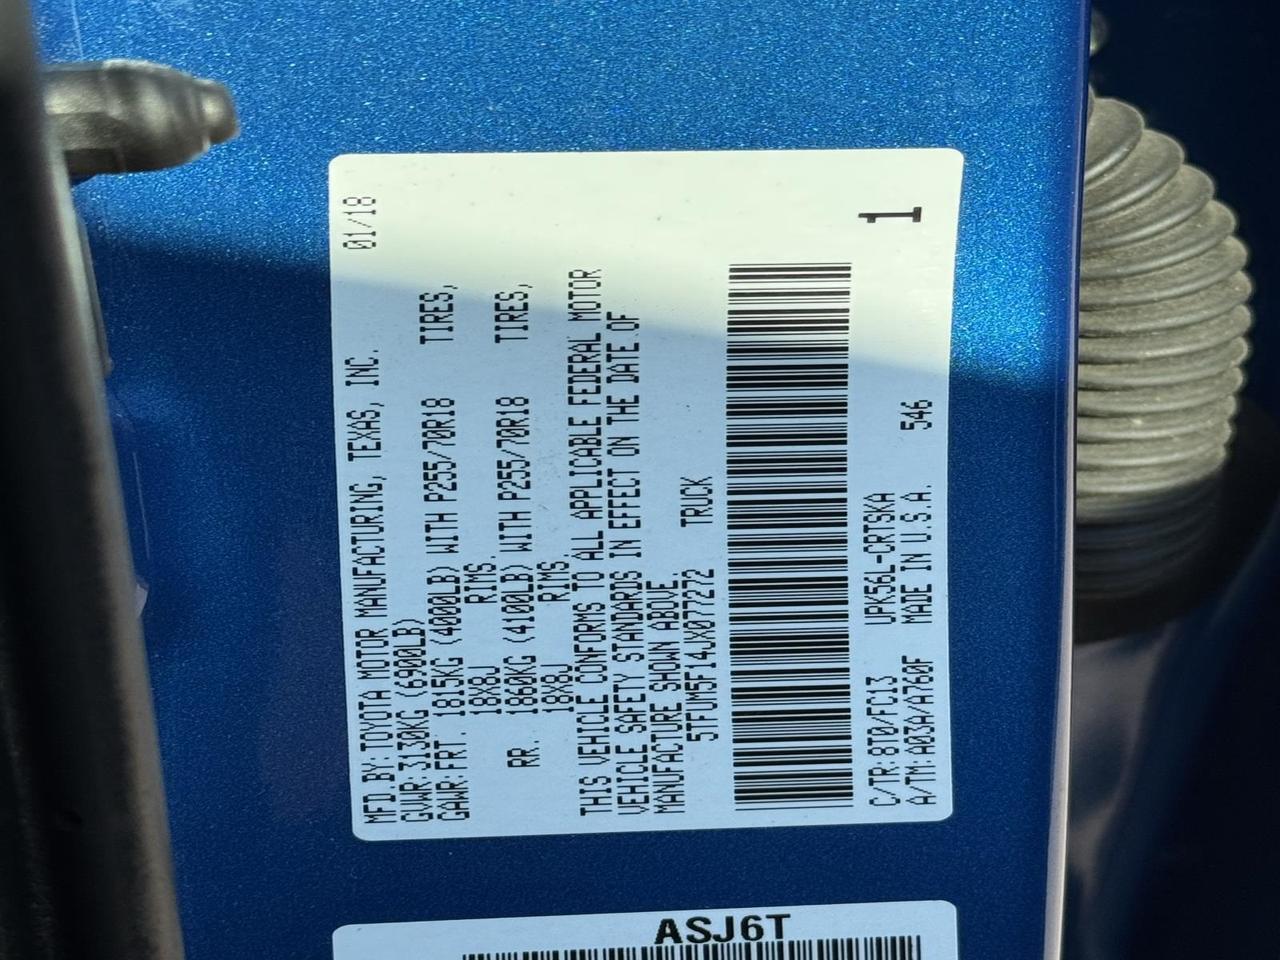 MFD.BY:TOYOTA MOTOR MANUFACTURING, TEXAS, INC. 01/18
GVWR:3130KG (6900LB)
GAWR:FRT. 1815KG (4000LB) WITH P255/70R18 TIRES,
18X8J RIMS.
RR. 1860KG (4100LB) WITH P255/70R18 TIRES,
18X8J RIMS.
THIS VEHICLE CONFORMS TO ALL APPLICABLE FEDERAL MOTOR
VEHICLE SAFETY STANDARDS IN EFFECT ON THE DATE OF
MANUFACTURE SHOWN ABOVE
5TFUM5F14JX077272 TRUCK
C/TR:8T0/FC13 UPK56L-CRTSKA 1
A/TM:A03A/A760F MADE IN U.S.A. 546
ASJ6T